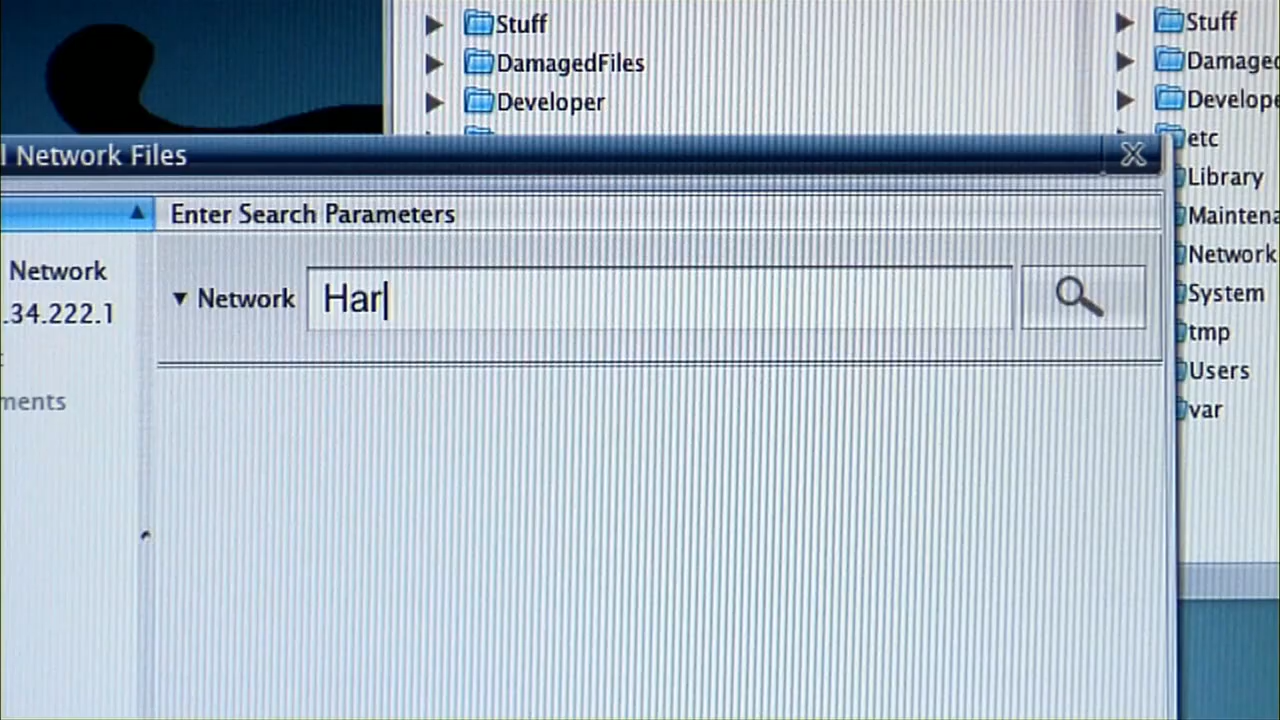 Stuff
DamagedFiles
Developer
Stuff
Damaged
Develope
etc
Library
Maintena
Network
System
tmp
Users
var
l Network Files
X
Enter Search Parameters
Network
.34.222.1
ments
Network
Har